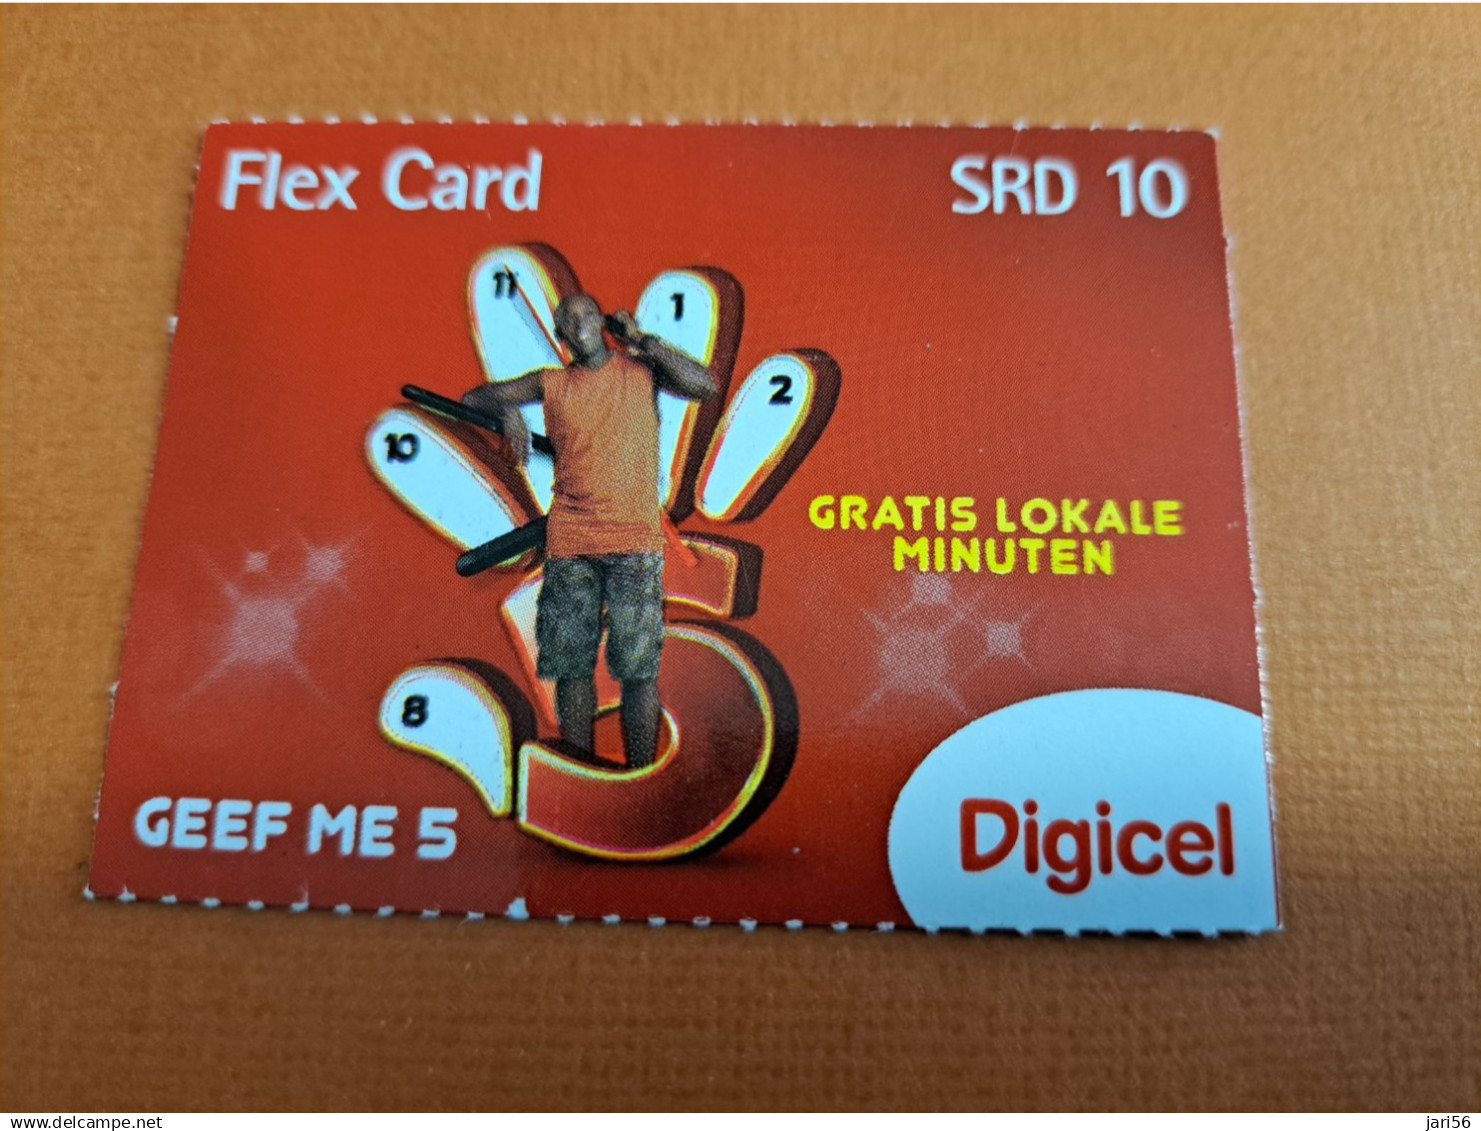 Flex Card
SRD 10
11
1
2
10
GRATIS LOKALE
MINUTEN
8
5
GEEF ME 5
Digicel
delcampe.net
jari56